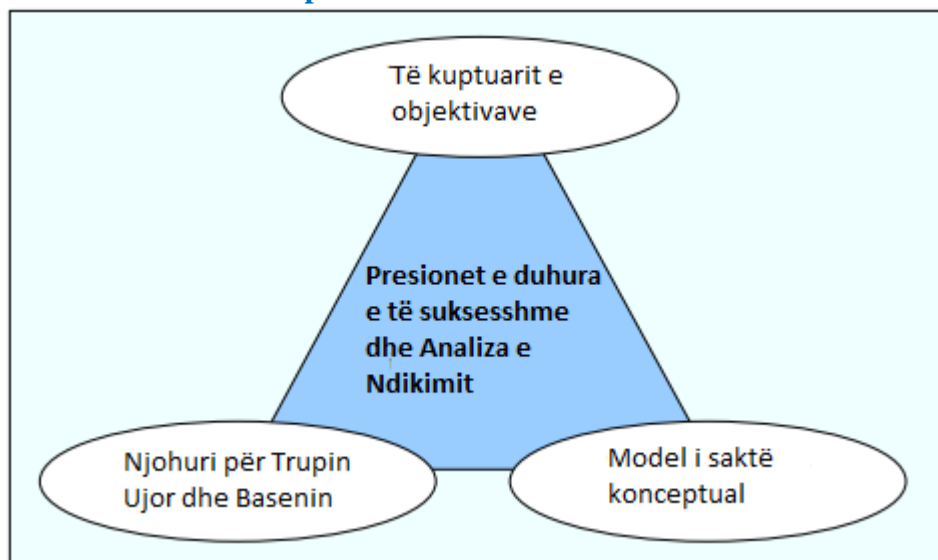 Të kuptuarit e
objektivave
Presionet e duhura
e të suksesshme
dhe Analiza e
Ndikimit
Njohuri për Trupin
Ujor dhe Basenin
Model i saktë
konceptual